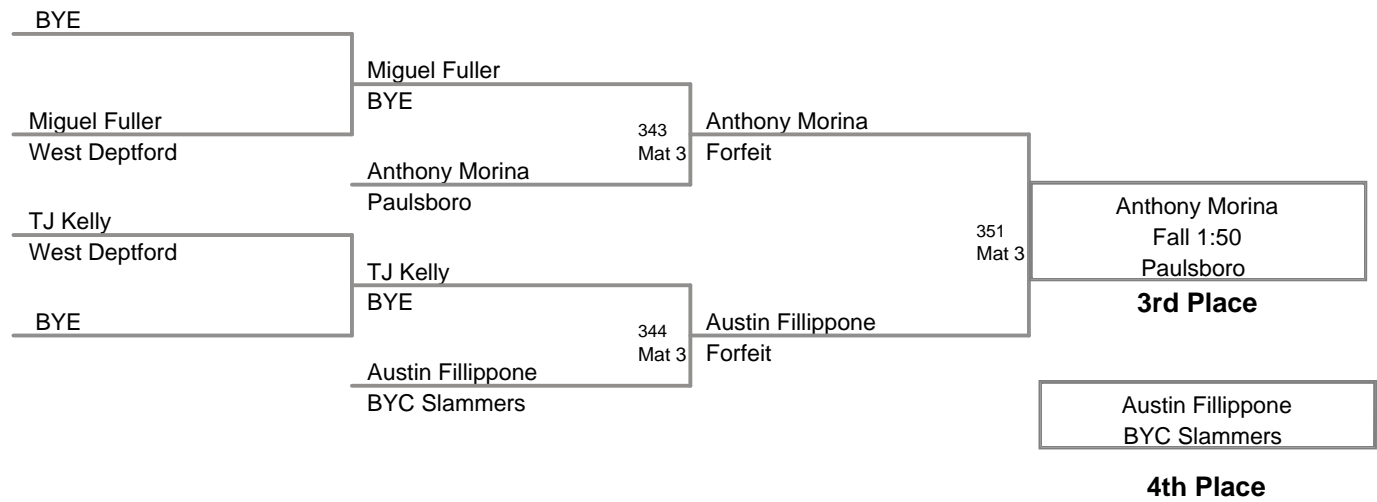 BYE
Miguel Fuller
BYE
Miguel Fuller
West Deptford
343
Mat 3
Anthony Morina
Forfeit
Anthony Morina
Paulsboro
TJ Kelly
West Deptford
351
Mat 3
Anthony Morina
Fall 1:50
Paulsboro
3rd Place
TJ Kelly
BYE
BYE
344
Mat 3
Austin Fillippone
Forfeit
Austin Fillippone
BYC Slammers
Austin Fillippone
BYC Slammers
4th Place